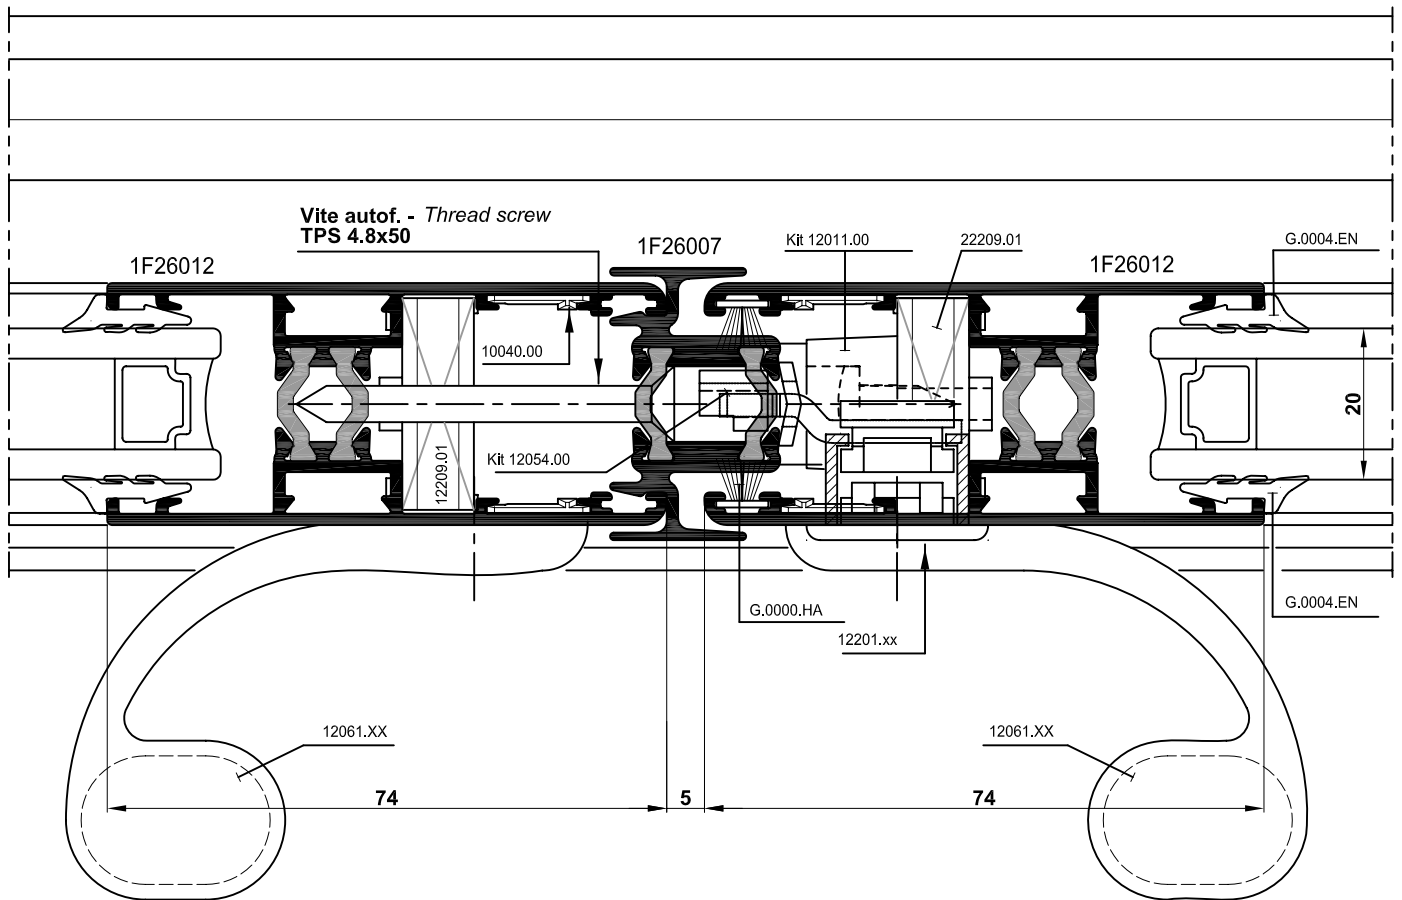 Vite autof. - Thread screw
TPS 4.8x50
1F26007
Kit 12011.00
22209.01
G.0004.EN
1F26012
1F26012
10040.00
20
Kit 12054.00
12209.01
G.0000.HA
G.0004.EN
12201.xx
12061.XX
12061.XX
74
5
74